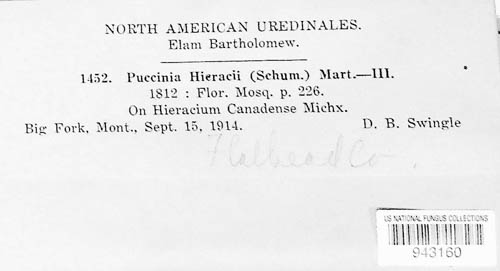 NORTH AMERICAN UREDINALES.
Elam Bartholomew.
1452. Puccinia Hieracii (Schum.) Mart.—III.
1812 : Flor. Mosq. p. 226.
On Hieracium Canadense Michx.
Big Fork, Mont., Sept. 15, 1914. D. B. Swingle
Flathead Co.
US NATIONAL FUNGUS COLLECTIONS
943160